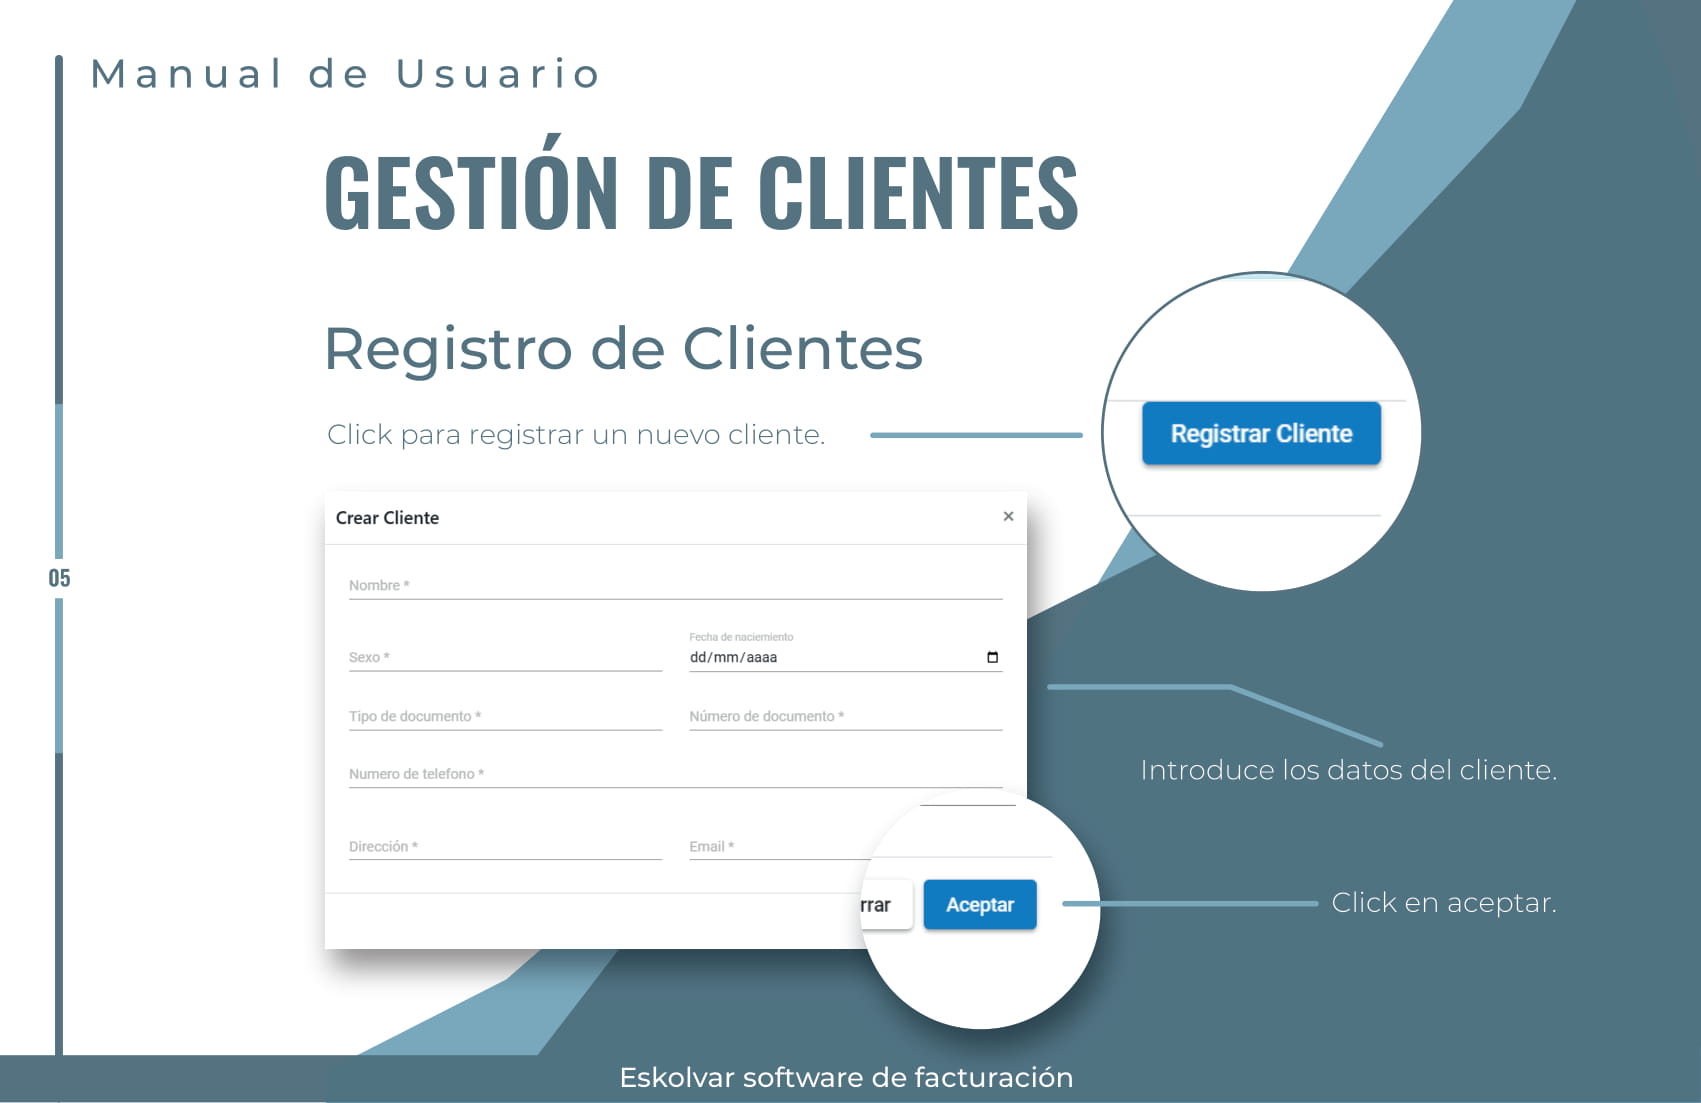 Manual de Usuario
GESTIÓN DE CLIENTES
Registro de Clientes
Click para registrar un nuevo cliente.
Registrar Cliente
Crear Cliente ×
Nombre *
Fecha de naciemiento
Sexo * dd/mm/aaaa
Tipo de documento * Número de documento *
Numero de telefono *
Dirección * Email *
rrar Aceptar
Introduce los datos del cliente.
Click en aceptar.
05
Eskolvar software de facturación